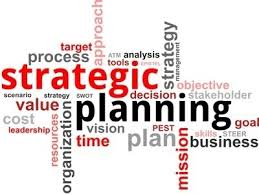 target
approach
strategy
process
ATM
analysis
management
tools
decision
stakeholder
strategic
objective
scenario
strategy
SWOT
value
planning
cost
leadership
resources
organization
vision
time
plan
PEST
mission
skills
STEER
goal
business